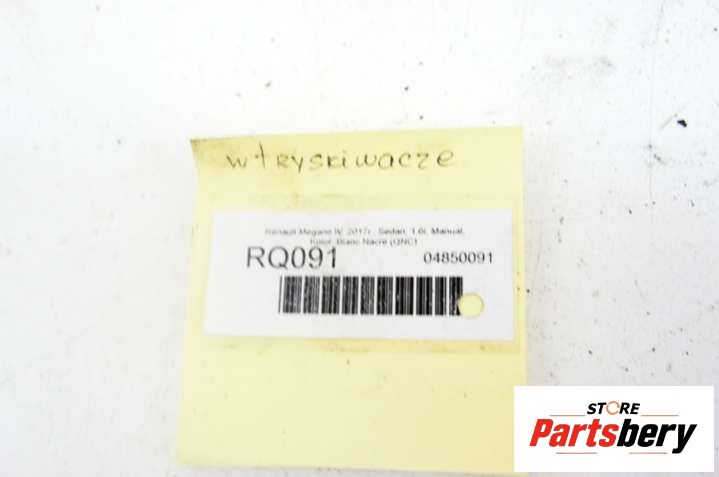 wtryskiwacze
Renault Megane IV, 2017r., Sedan, 1.6i, Manual,
kolor: Blanc Nacre (QNC)
RQ091 04850091
STORE
Partsbery